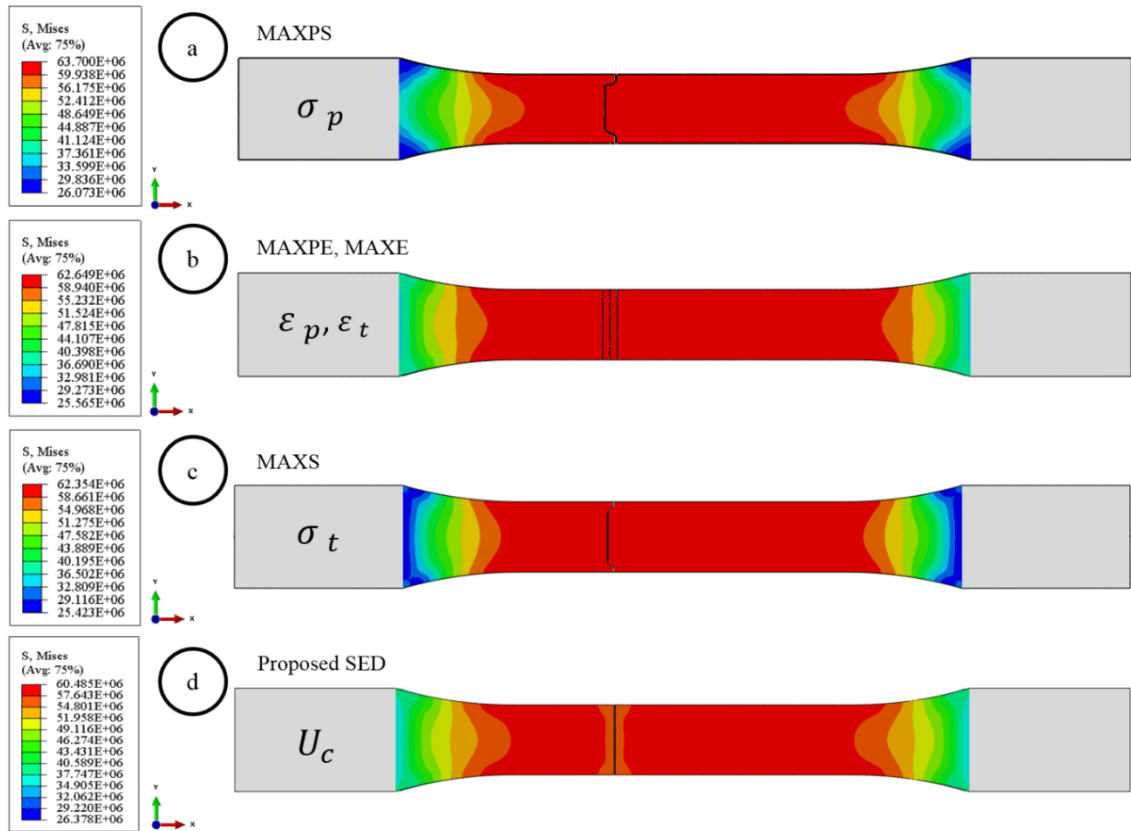 S, Mises
(Avg: 75%)
63.700E+06
59.938E+06
56.175E+06
52.412E+06
48.649E+06
44.887E+06
41.124E+06
37.361E+06
33.599E+06
29.836E+06
26.073E+06
Y
X
a
MAXPS
σ p
S, Mises
(Avg: 75%)
62.649E+06
58.940E+06
55.232E+06
51.524E+06
47.815E+06
44.107E+06
40.398E+06
36.690E+06
32.981E+06
29.273E+06
25.565E+06
Y
X
b
MAXPE, MAXE
ε p, ε t
S, Mises
(Avg: 75%)
62.354E+06
58.661E+06
54.968E+06
51.275E+06
47.582E+06
43.889E+06
40.195E+06
36.502E+06
32.809E+06
29.116E+06
25.423E+06
Y
X
c
MAXS
σ t
S, Mises
(Avg: 75%)
60.485E+06
57.643E+06
54.801E+06
51.958E+06
49.116E+06
46.274E+06
43.431E+06
40.589E+06
37.747E+06
34.905E+06
32.062E+06
29.220E+06
26.378E+06
Y
X
d
Proposed SED
U c